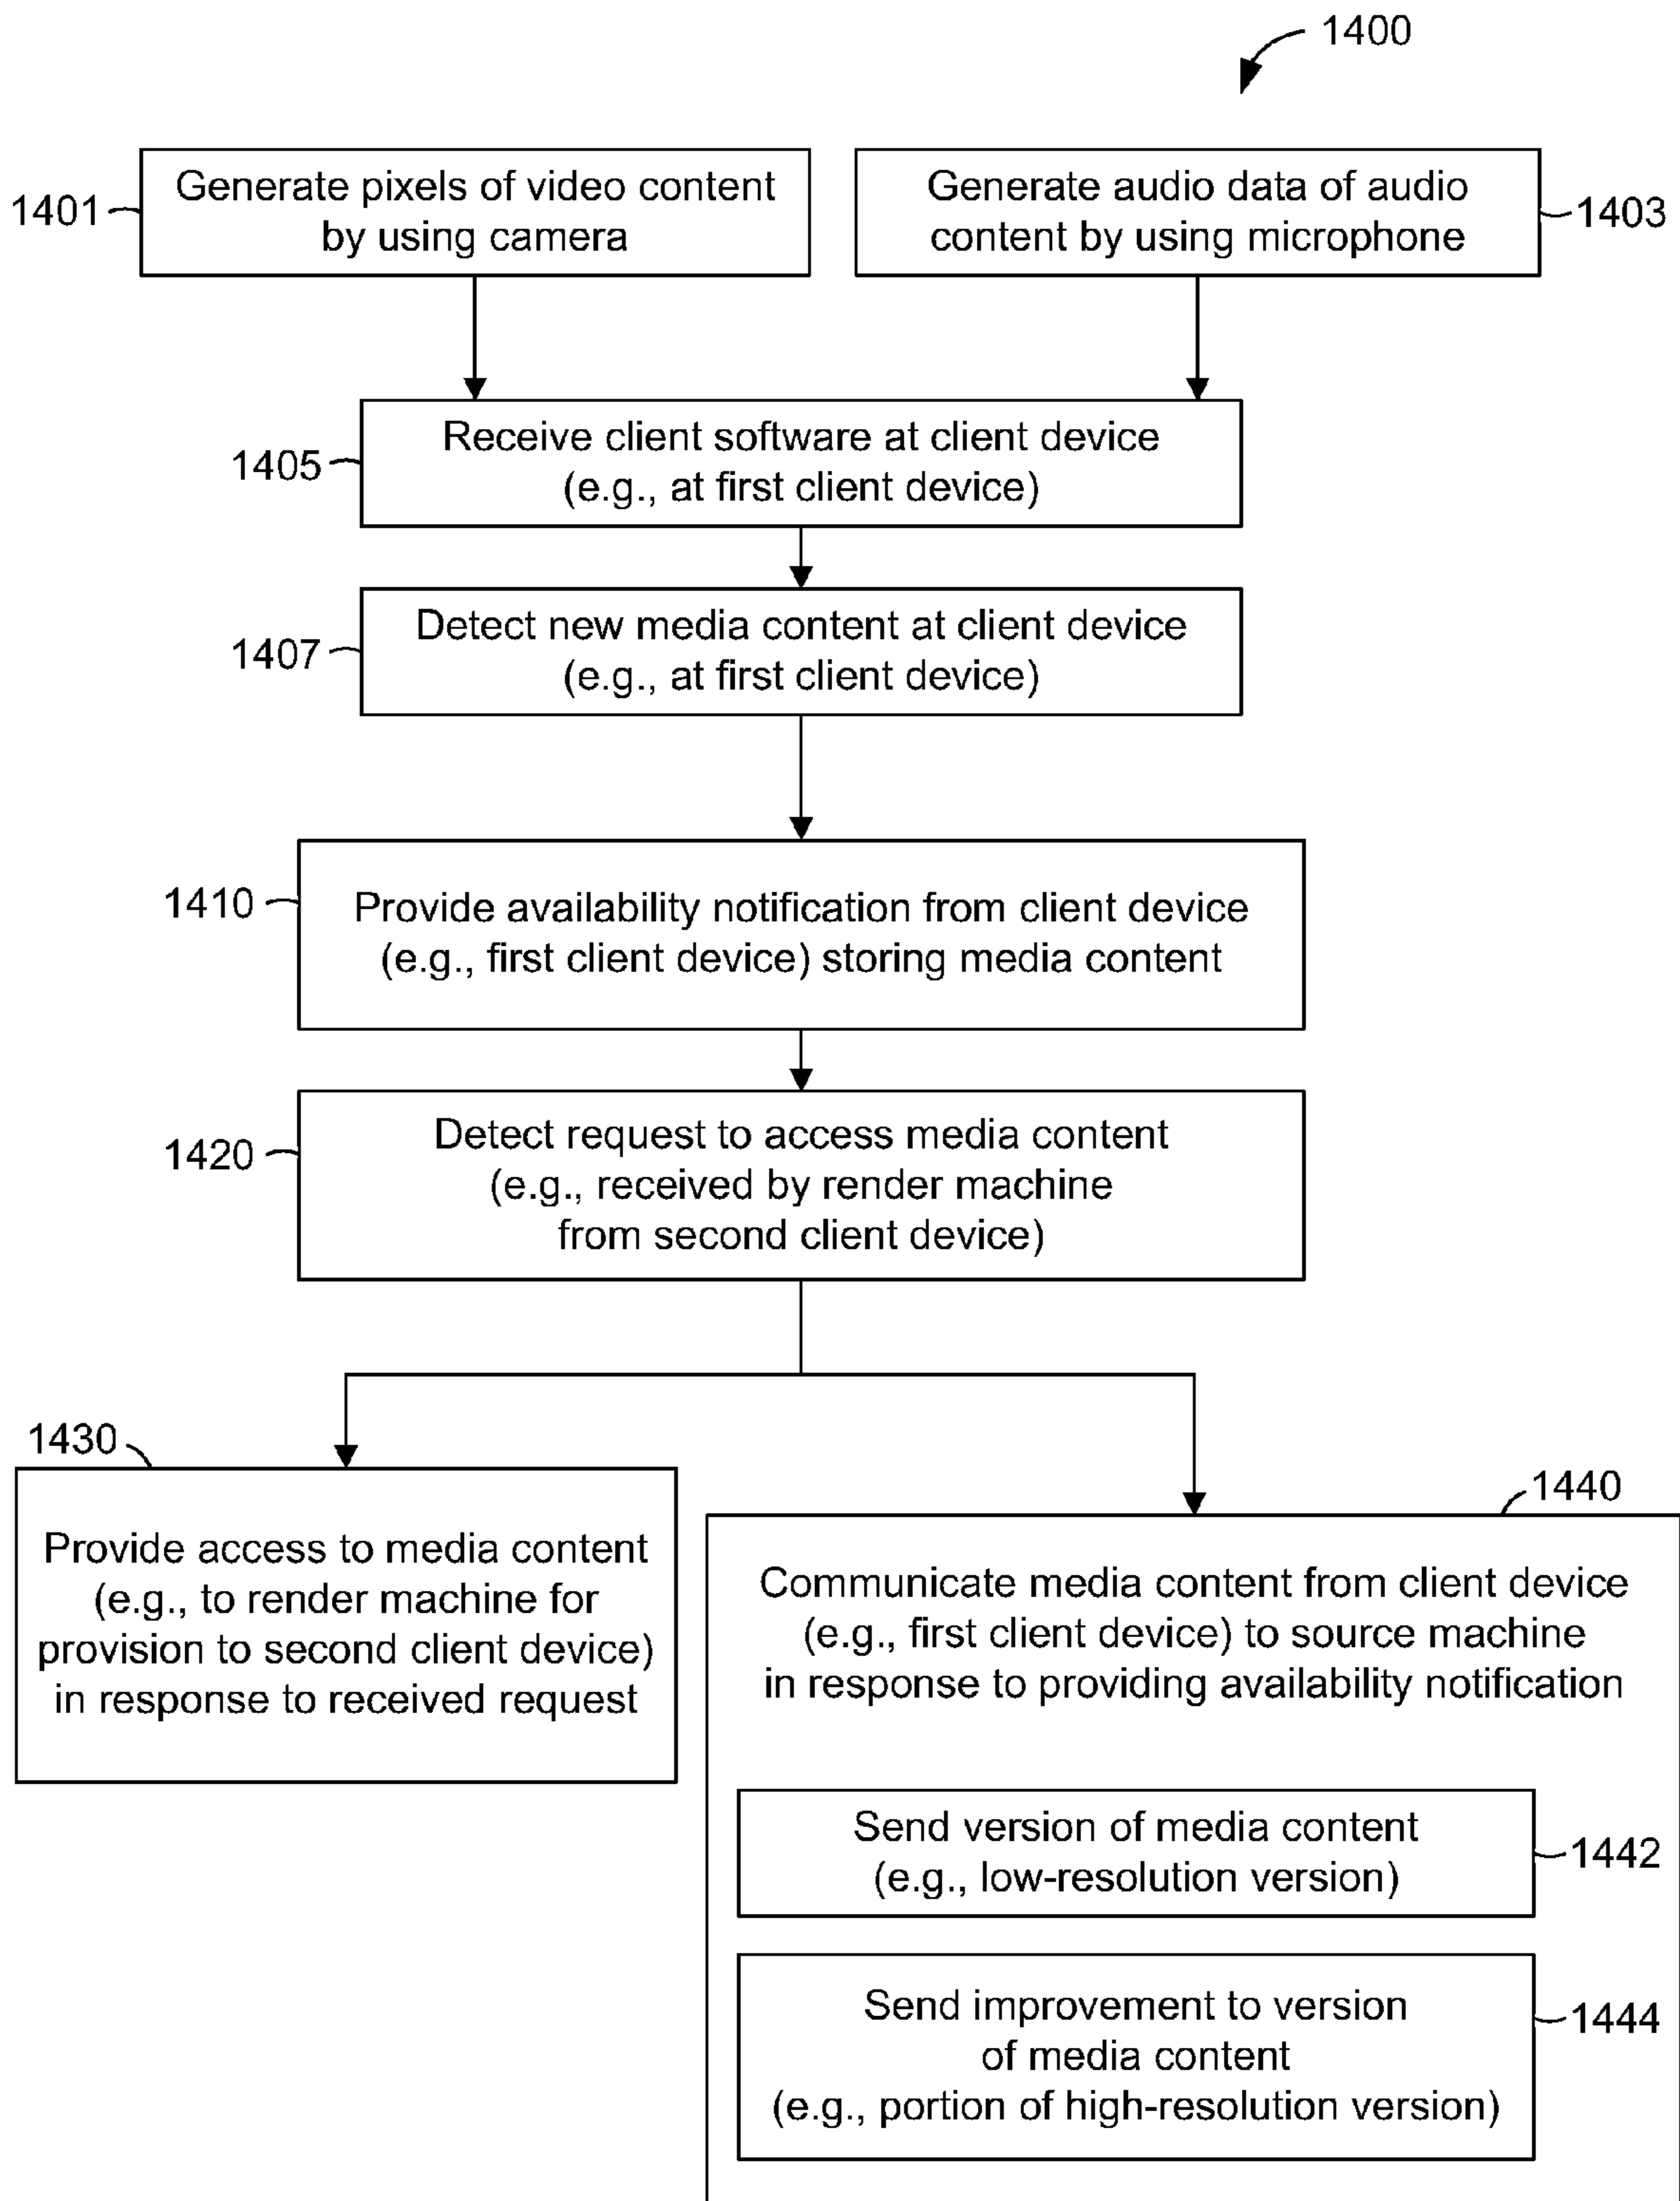 1400
Generate pixels of video content
by using camera
1401
Generate audio data of audio
content by using microphone
1403
Receive client software at client device
(e.g., at first client device)
1405
Detect new media content at client device
(e.g., at first client device)
1407
1410
Provide availability notification from client device
(e.g., first client device) storing media content
1420
Detect request to access media content
(e.g., received by render machine
from second client device)
1430
Provide access to media content
(e.g., to render machine for
provision to second client device)
in response to received request
1440
Communicate media content from client device
(e.g., first client device) to source machine
in response to providing availability notification
Send version of media content
(e.g., low-resolution version)
1442
Send improvement to version
of media content
(e.g., portion of high-resolution version)
1444